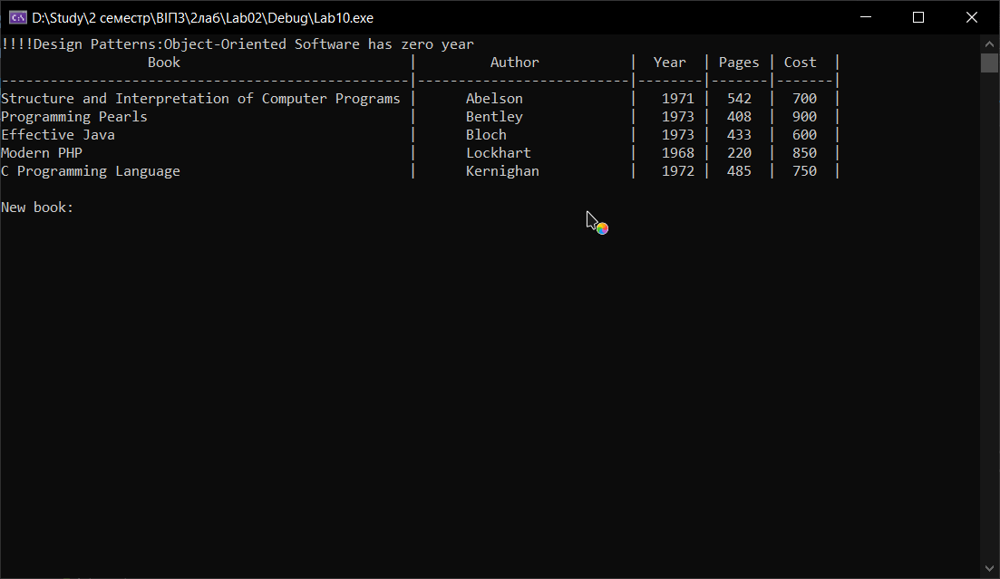 D:\Study\2 семестр\ВІПЗ\2лаб\Lab02\Debug\Lab10.exe
!!!!Design Patterns:Object-Oriented Software has zero year
Book | Author | Year | Pages | Cost |
--------------------------------------------------|--------------------------|--------|-------|-------|
Structure and Interpretation of Computer Programs | Abelson | 1971 | 542 | 700 |
Programming Pearls | Bentley | 1973 | 408 | 900 |
Effective Java | Bloch | 1973 | 433 | 600 |
Modern PHP | Lockhart | 1968 | 220 | 850 |
C Programming Language | Kernighan | 1972 | 485 | 750 |
New book: